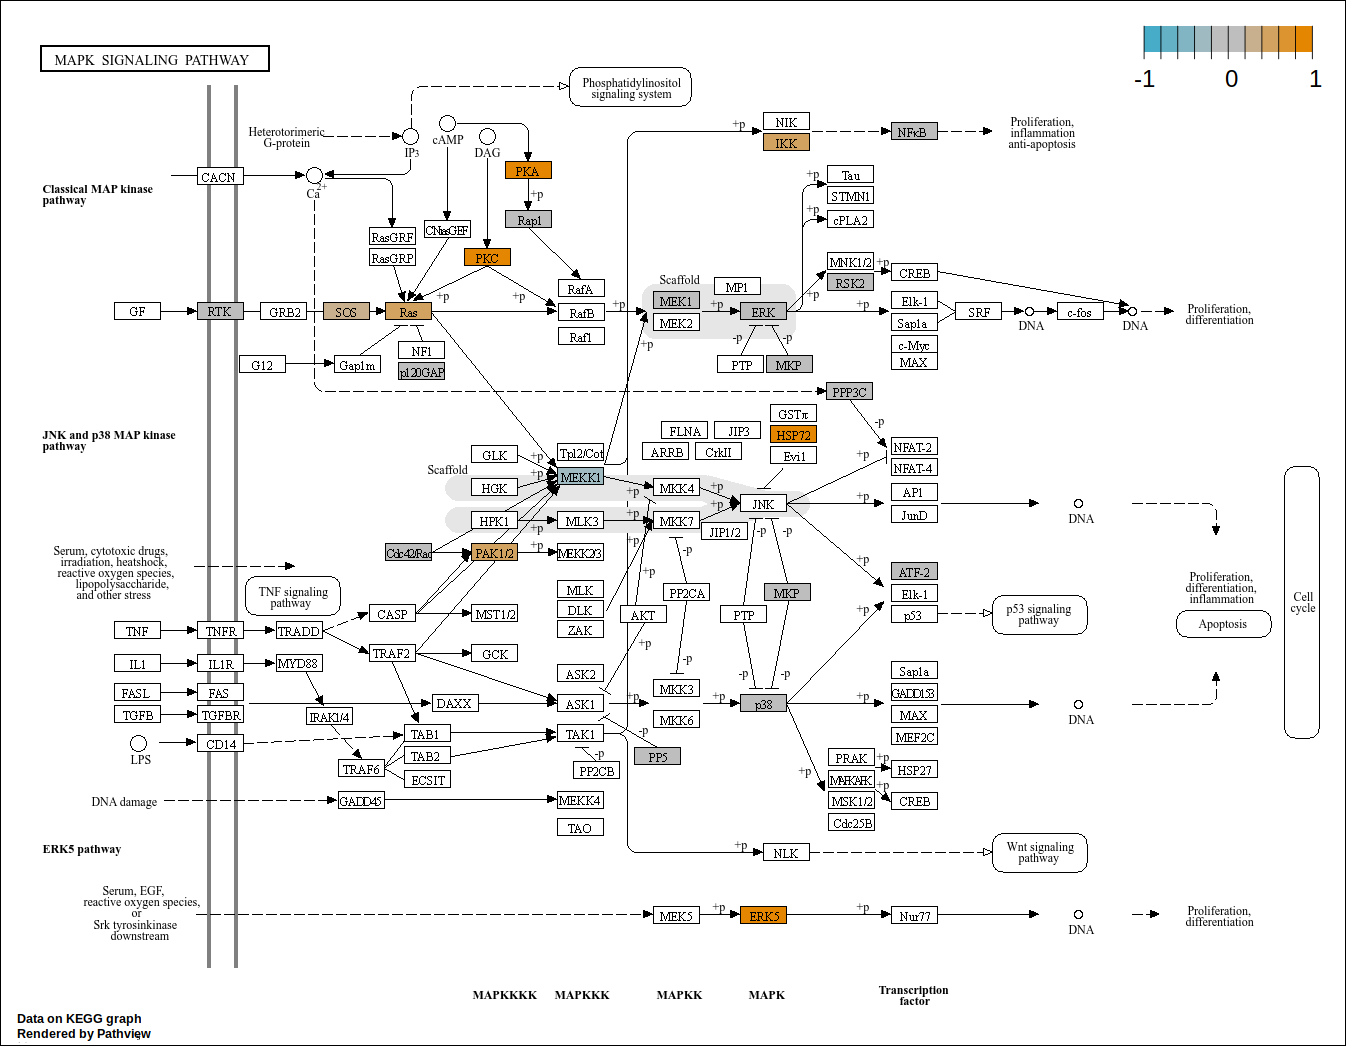 MAPK SIGNALING PATHWAY
-1
0
1
Phosphatidylinositol
signaling system
Heterotorimeric
G-protein
IP3
cAMP
DAG
+p
NIK
IKK
NFκB
Proliferation,
inflammation
anti-apoptosis
CACN
Ca2+
PKA
+p
Rap1
Classical MAP kinase
pathway
+p
Tau
STMN1
+p
cPLA2
RasGRF
RasGRP
PKC
MNK1/2
RSK2
+p
CREB
+p
Scaffold
RafA
MP1
GF
RTK
GRB2
SOS
Ras
+p
+p
RafB
+p
MEK1
MEK2
+p
ERK
+p
+p
Elk-1
Sap1a
SRF
DNA
c-fos
DNA
Proliferation,
differentiation
Raf1
+p
-p
-p
c-Myc
MAX
G12
Gap1m
NF1
p120GAP
PTP
MKP
PPP3C
-p
JNK and p38 MAP kinase
pathway
GSTπ
HSP72
Evi1
FLNA
JIP3
ARRB
CrkII
NFAT-2
NFAT-4
+p
GLK
+p
Tpl2/Cot
Scaffold
HGK
+p
MEKK1
+p
MKK4
+p
JNK
+p
AP1
JunD
DNA
HPK1
+p
MLK3
+p
MKK7
+p
JIP1/2
-p
-p
Cdc42/Rac
PAK1/2
+p
MEKK2/3
-p
+p
Serum, cytotoxic drugs,
irradiation, heatshock,
reactive oxygen species,
lipopolysaccharide,
and other stress
TNF signaling
pathway
MLK
DLK
ZAK
+p
AKT
PP2CA
PTP
MKP
ATF-2
Elk-1
p53
+p
p53 signaling
pathway
Proliferation,
differentiation,
inflammation
Apoptosis
Cell
cycle
CASP
MST1/2
TNF
TNFR
TRADD
TRAF2
GCK
+p
-p
IL1
IL1R
MYD88
ASK2
MKK3
-p
-p
FASL
FAS
DAXX
ASK1
+p
MKK6
+p
p38
+p
Sap1a
GADD153
MAX
MEF2C
DNA
TGFB
TGFBR
IRAK1/4
TAB1
TAK1
-p
LPS
CD14
TAB2
-p
PP5
PRAK
+p
HSP27
TRAF6
ECSIT
PP2CB
+p
MAPKAPK
+p
DNA damage
GADD45
MEKK4
MSK1/2
CREB
TAO
Cdc25B
ERK5 pathway
+p
NLK
Wnt signaling
pathway
Serum, EGF,
reactive oxygen species,
or
Srk tyrosinkinase
downstream
MEK5
+p
ERK5
+p
Nur77
DNA
Proliferation,
differentiation
MAPKKKK
MAPKKK
MAPKK
MAPK
Transcription
factor
Data on KEGG graph
Rendered by Pathview